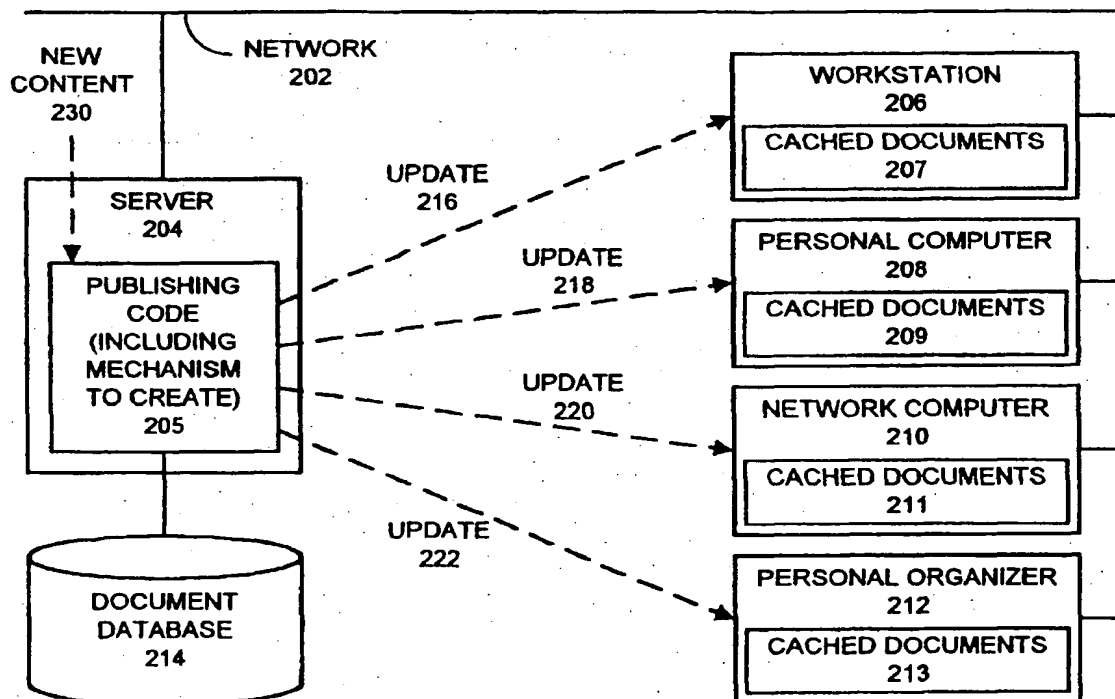 NETWORK
202
NEW
CONTENT
230
SERVER
204
PUBLISHING
CODE
(INCLUDING
MECHANISM
TO CREATE)
205
DOCUMENT
DATABASE
214
UPDATE
216
UPDATE
218
UPDATE
220
UPDATE
222
WORKSTATION
206
CACHED DOCUMENTS
207
PERSONAL COMPUTER
208
CACHED DOCUMENTS
209
NETWORK COMPUTER
210
CACHED DOCUMENTS
211
PERSONAL ORGANIZER
212
CACHED DOCUMENTS
213